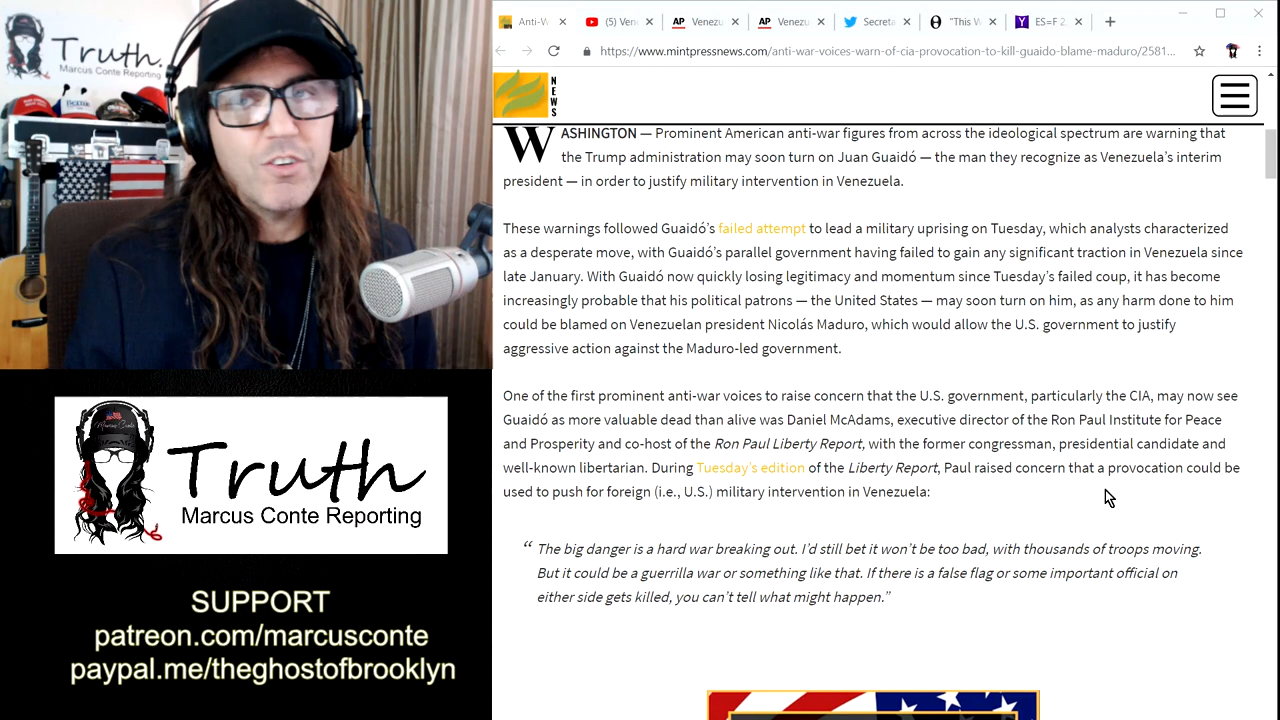 Truth.
Marcus Conte Reporting
Anti-W
(5) Ven
AP Venezu
AP Venezu
Secreta
"This W
ES=F 2
https://www.mintpressnews.com/anti-war-voices-warn-of-cia-provocation-to-kill-guaido-blame-maduro/2581...
NEWS
WASHINGTON — Prominent American anti-war figures from across the ideological spectrum are warning that
the Trump administration may soon turn on Juan Guaidó — the man they recognize as Venezuela's interim
president — in order to justify military intervention in Venezuela.
These warnings followed Guaidó's failed attempt to lead a military uprising on Tuesday, which analysts characterized
as a desperate move, with Guaidó's parallel government having failed to gain any significant traction in Venezuela since
late January. With Guaidó now quickly losing legitimacy and momentum since Tuesday's failed coup, it has become
increasingly probable that his political patrons — the United States — may soon turn on him, as any harm done to him
could be blamed on Venezuelan president Nicolás Maduro, which would allow the U.S. government to justify
aggressive action against the Maduro-led government.
One of the first prominent anti-war voices to raise concern that the U.S. government, particularly the CIA, may now see
Guaidó as more valuable dead than alive was Daniel McAdams, executive director of the Ron Paul Institute for Peace
and Prosperity and co-host of the Ron Paul Liberty Report, with the former congressman, presidential candidate and
well-known libertarian. During Tuesday's edition of the Liberty Report, Paul raised concern that a provocation could be
used to push for foreign (i.e., U.S.) military intervention in Venezuela:
“ The big danger is a hard war breaking out. I'd still bet it won't be too bad, with thousands of troops moving.
But it could be a guerrilla war or something like that. If there is a false flag or some important official on
either side gets killed, you can't tell what might happen.”
Marcus Conte
Truth
Marcus Conte Reporting
SUPPORT
patreon.com/marcusconte
paypal.me/theghostofbrooklyn